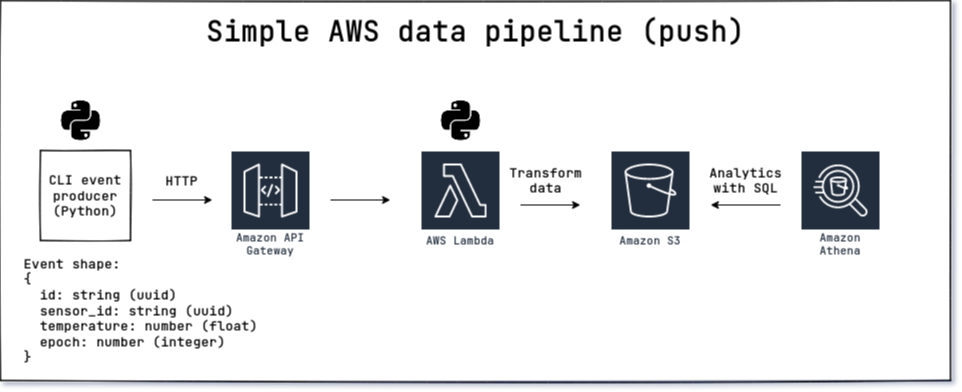 Simple AWS data pipeline (push)
CLI event
producer
(Python)
HTTP
</>
Amazon API
Gateway
AWS Lambda
Transform
data
Amazon S3
Analytics
with SQL
Amazon
Athena
Event shape:
{
id: string (uuid)
sensor_id: string (uuid)
temperature: number (float)
epoch: number (integer)
}